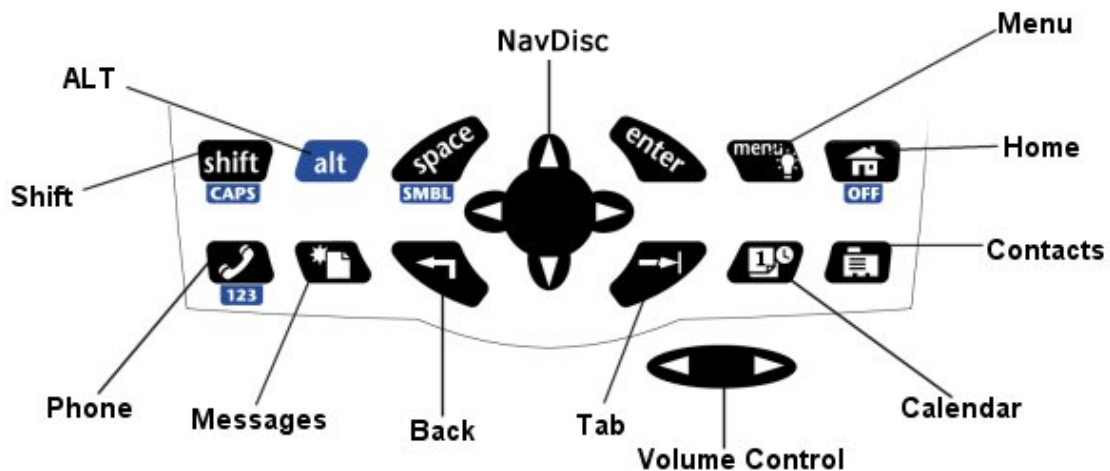 NavDisc
Menu
ALT
shift
CAPS
alt
space
SMBL
enter
menu
OFF
Home
Shift
Contacts
123
1
Phone
Messages
Back
Tab
Calendar
Volume Control